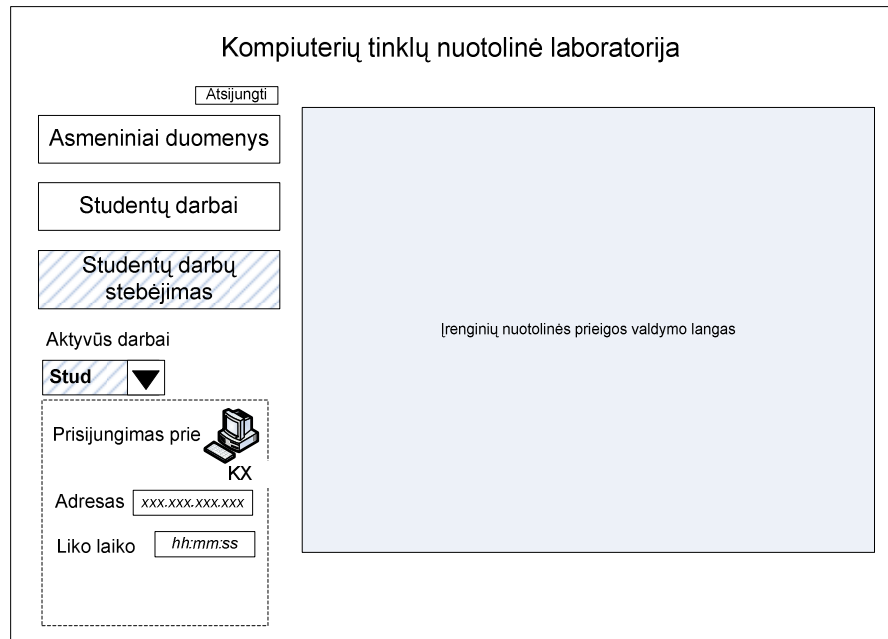 Kompiuterių tinklų nuotolinė laboratorija
Atsijungti
Asmeniniai duomenys
Studentų darbai
Studentų darbų
stebėjimas
Aktyvūs darbai
Stud
Prisijungimas prie
KX
Adresas xxx.xxx.xxx.xxx
Liko laiko hh:mm:ss
Įrenginių nuotolinės prieigos valdymo langas